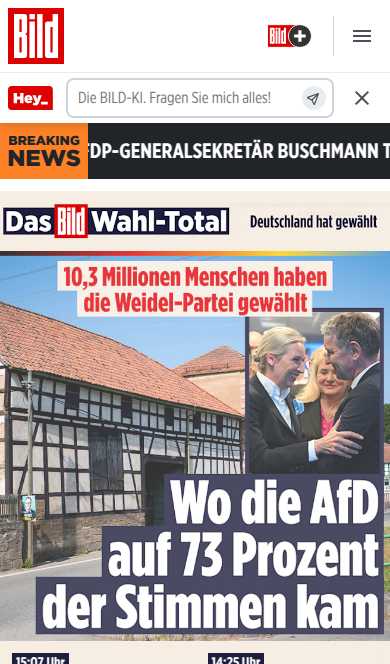 Bild
Bild
Hey_
Die BILD-KI. Fragen Sie mich alles!
BREAKING
NEWS
FDP-GENERALSEKRETÄR BUSCHMANN T
Das Bild Wahl-Total
Deutschland hat gewählt
10,3 Millionen Menschen haben
die Weidel-Partei gewählt
Wo die AfD
auf 73 Prozent
der Stimmen kam
15:07 Uhr
14:25 Uhr